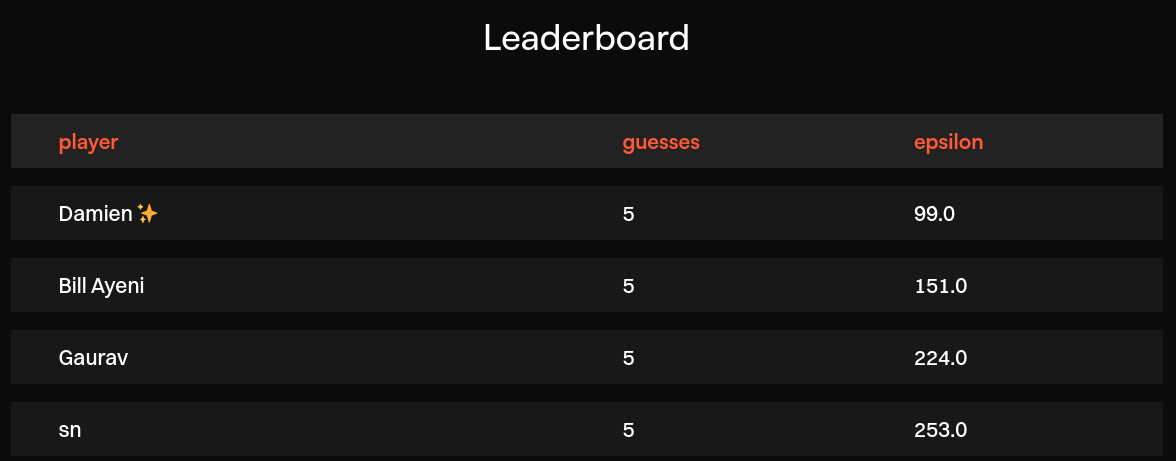 Leaderboard
player guesses epsilon
Damien ✨ 5 99.0
Bill Ayeni 5 151.0
Gaurav 5 224.0
sn 5 253.0